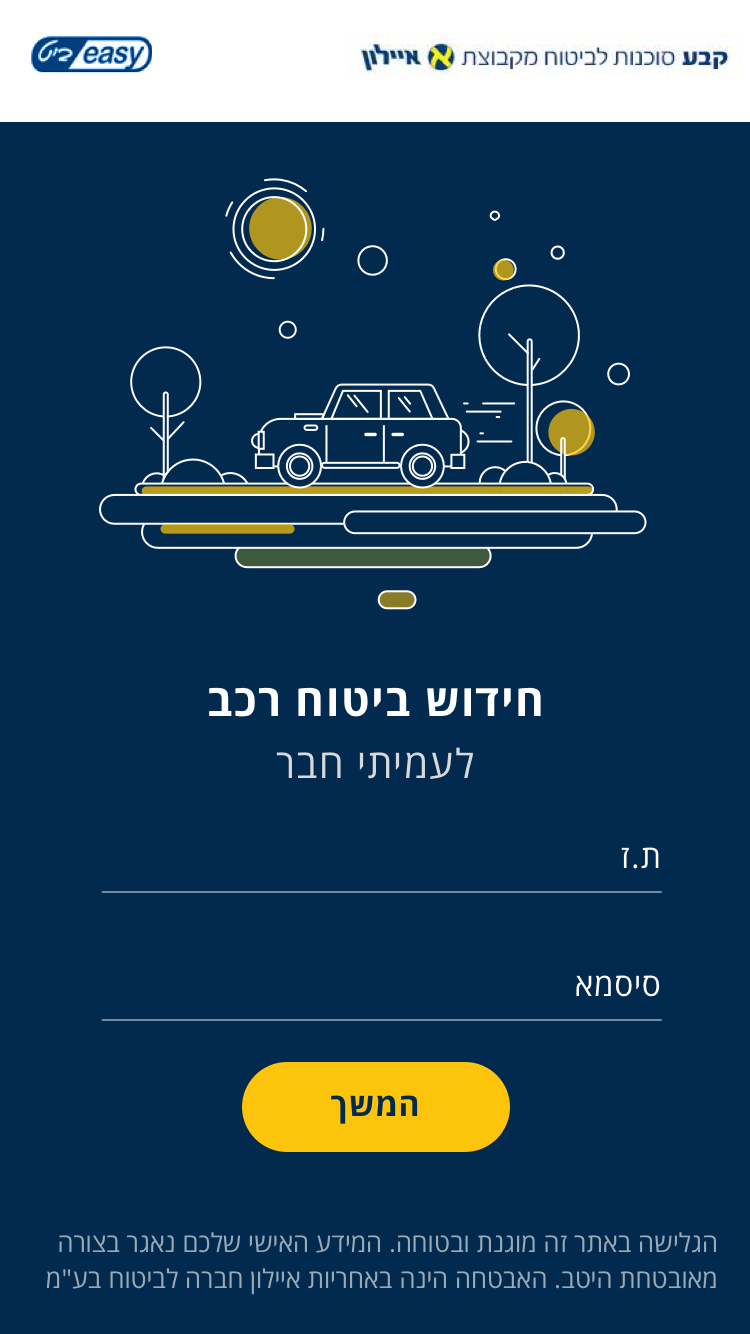 קבע סוכנות לביטוח מקבוצת איילון
easy ביט
חידוש ביטוח רכב
לעמיתי חבר
ת.ז
סיסמא
המשך
הגלישה באתר זה מוגנת ובטוחה. המידע האישי שלכם נאגר בצורה
מאובטחת היטב. האבטחה הינה באחריות איילון חברה לביטוח בע"מ